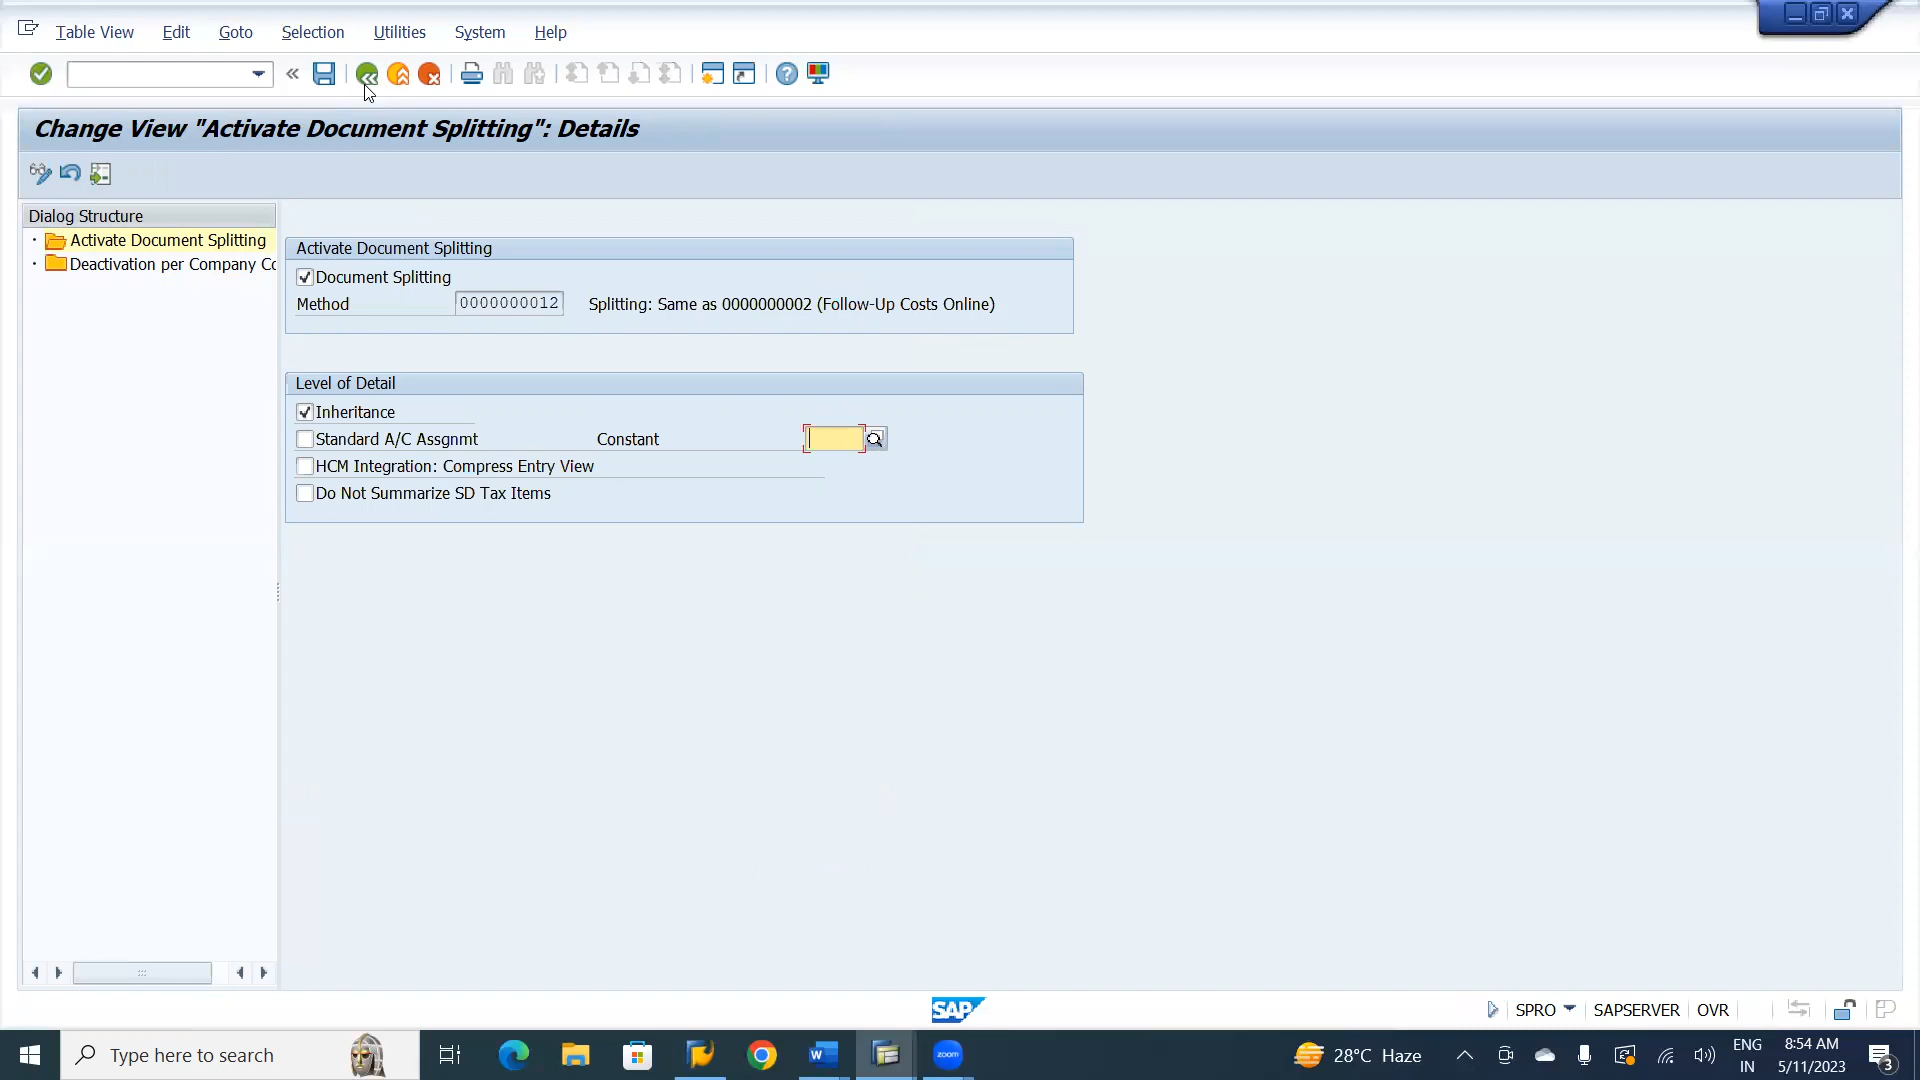 Table View Edit Goto Selection Utilities System Help
Change View "Activate Document Splitting": Details
Dialog Structure
Activate Document Splitting
Deactivation per Company Co
Activate Document Splitting
Document Splitting
Method 0000000012 Splitting: Same as 0000000002 (Follow-Up Costs Online)
Level of Detail
Inheritance
Standard A/C Assgnmt Constant
HCM Integration: Compress Entry View
Do Not Summarize SD Tax Items
SAP SPRO SAPSERVER OVR
Type here to search
zoom
28°C Haze
ENG
IN
8:54 AM
5/11/2023
3